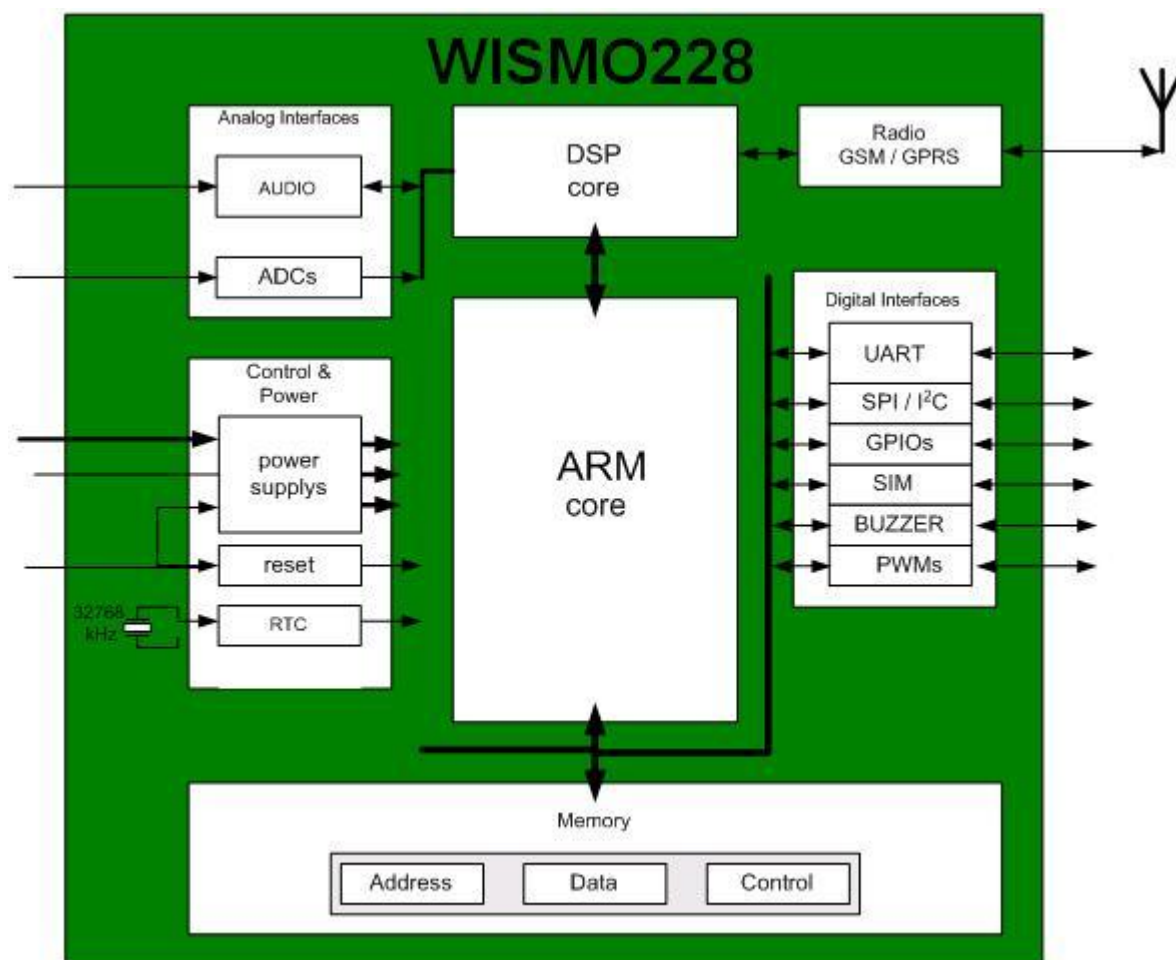 WISMO228
Analog Interfaces
AUDIO
ADCs
DSP
core
Radio
GSM / GPRS
Control &
Power
power
supplys
reset
RTC
32768
kHz
ARM
core
Digital Interfaces
UART
SPI / I²C
GPIOs
SIM
BUZZER
PWMs
Memory
Address
Data
Control